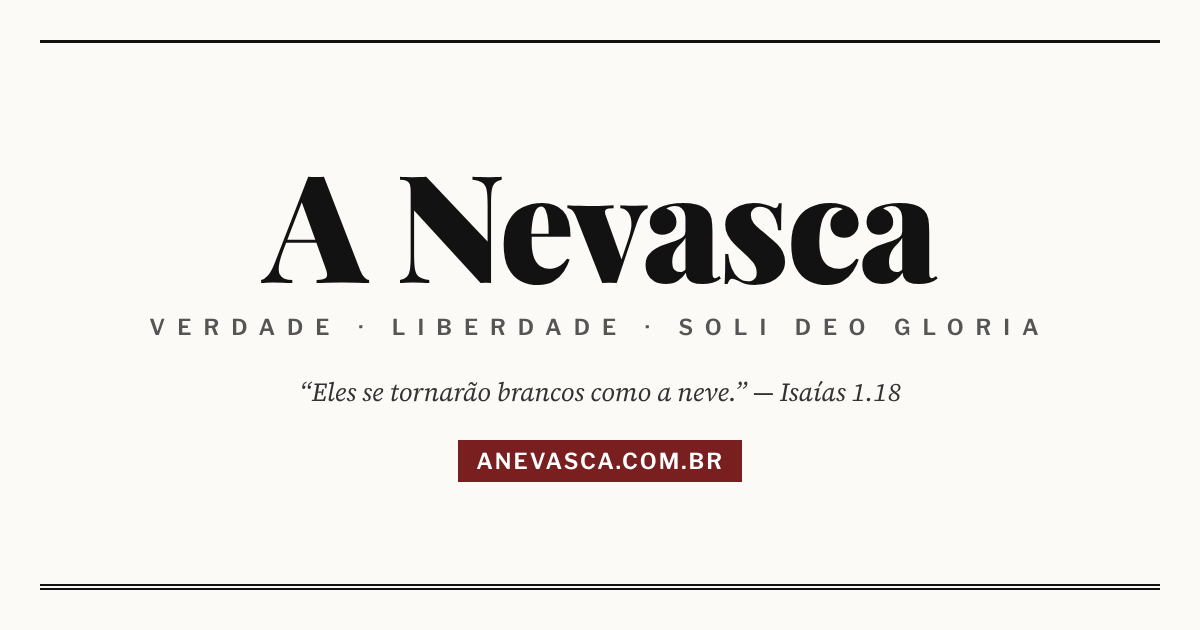 A Nevasca
VERDADE · LIBERDADE · SOLI DEO GLORIA
“Eles se tornarão brancos como a neve.” — Isaías 1.18
ANEVASCA.COM.BR